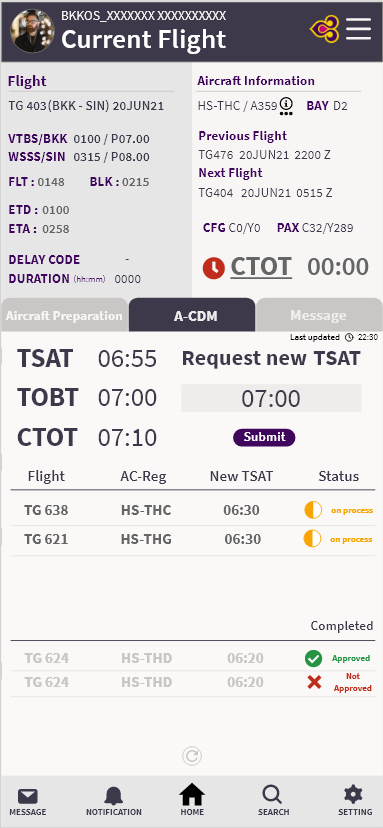 BKKOS_XXXXXXX XXXXXXXXXX
Current Flight
Flight
TG 403(BKK - SIN) 20JUN21
VTBS/BKK 0100 / P07.00
WSSS/SIN 0315 / P08.00
FLT : 0148 BLK : 0215
ETD : 0100
ETA : 0258
DELAY CODE -
DURATION (hh:mm) 0000
Aircraft Information
HS-THC / A359 BAY D2
Previous Flight
TG476 20JUN21 2200 Z
Next Flight
TG404 20JUN21 0515 Z
CFG C0/Y0 PAX C32/Y289
CTOT 00:00
Aircraft Preparation A-CDM Message
Last updated 22:30
TSAT 06:55 Request new TSAT
TOBT 07:00 07:00
CTOT 07:10 Submit
Flight AC-Reg New TSAT Status
TG 638 HS-THC 06:30 on process
TG 621 HS-THG 06:30 on process
Completed
TG 624 HS-THD 06:20 Approved
TG 624 HS-THD 06:20 Not Approved
MESSAGE NOTIFICATION HOME SEARCH SETTING